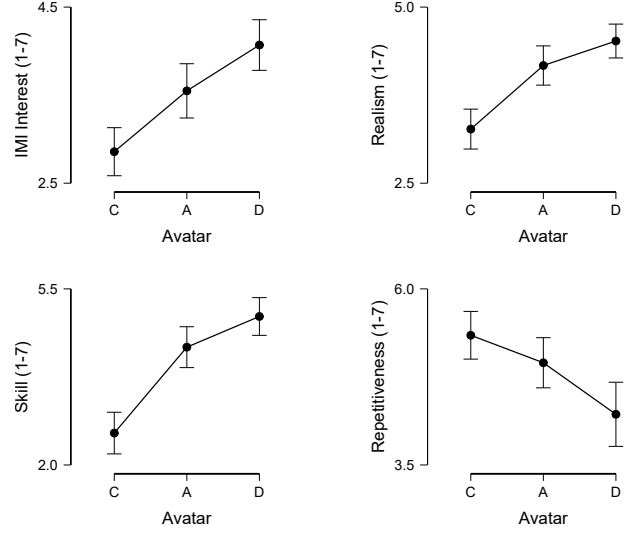 4.5
IMI Interest (1-7)
2.5
C A D
Avatar
5.0
Realism (1-7)
2.5
C A D
Avatar
5.5
Skill (1-7)
2.0
C A D
Avatar
6.0
Repetitiveness (1-7)
3.5
C A D
Avatar